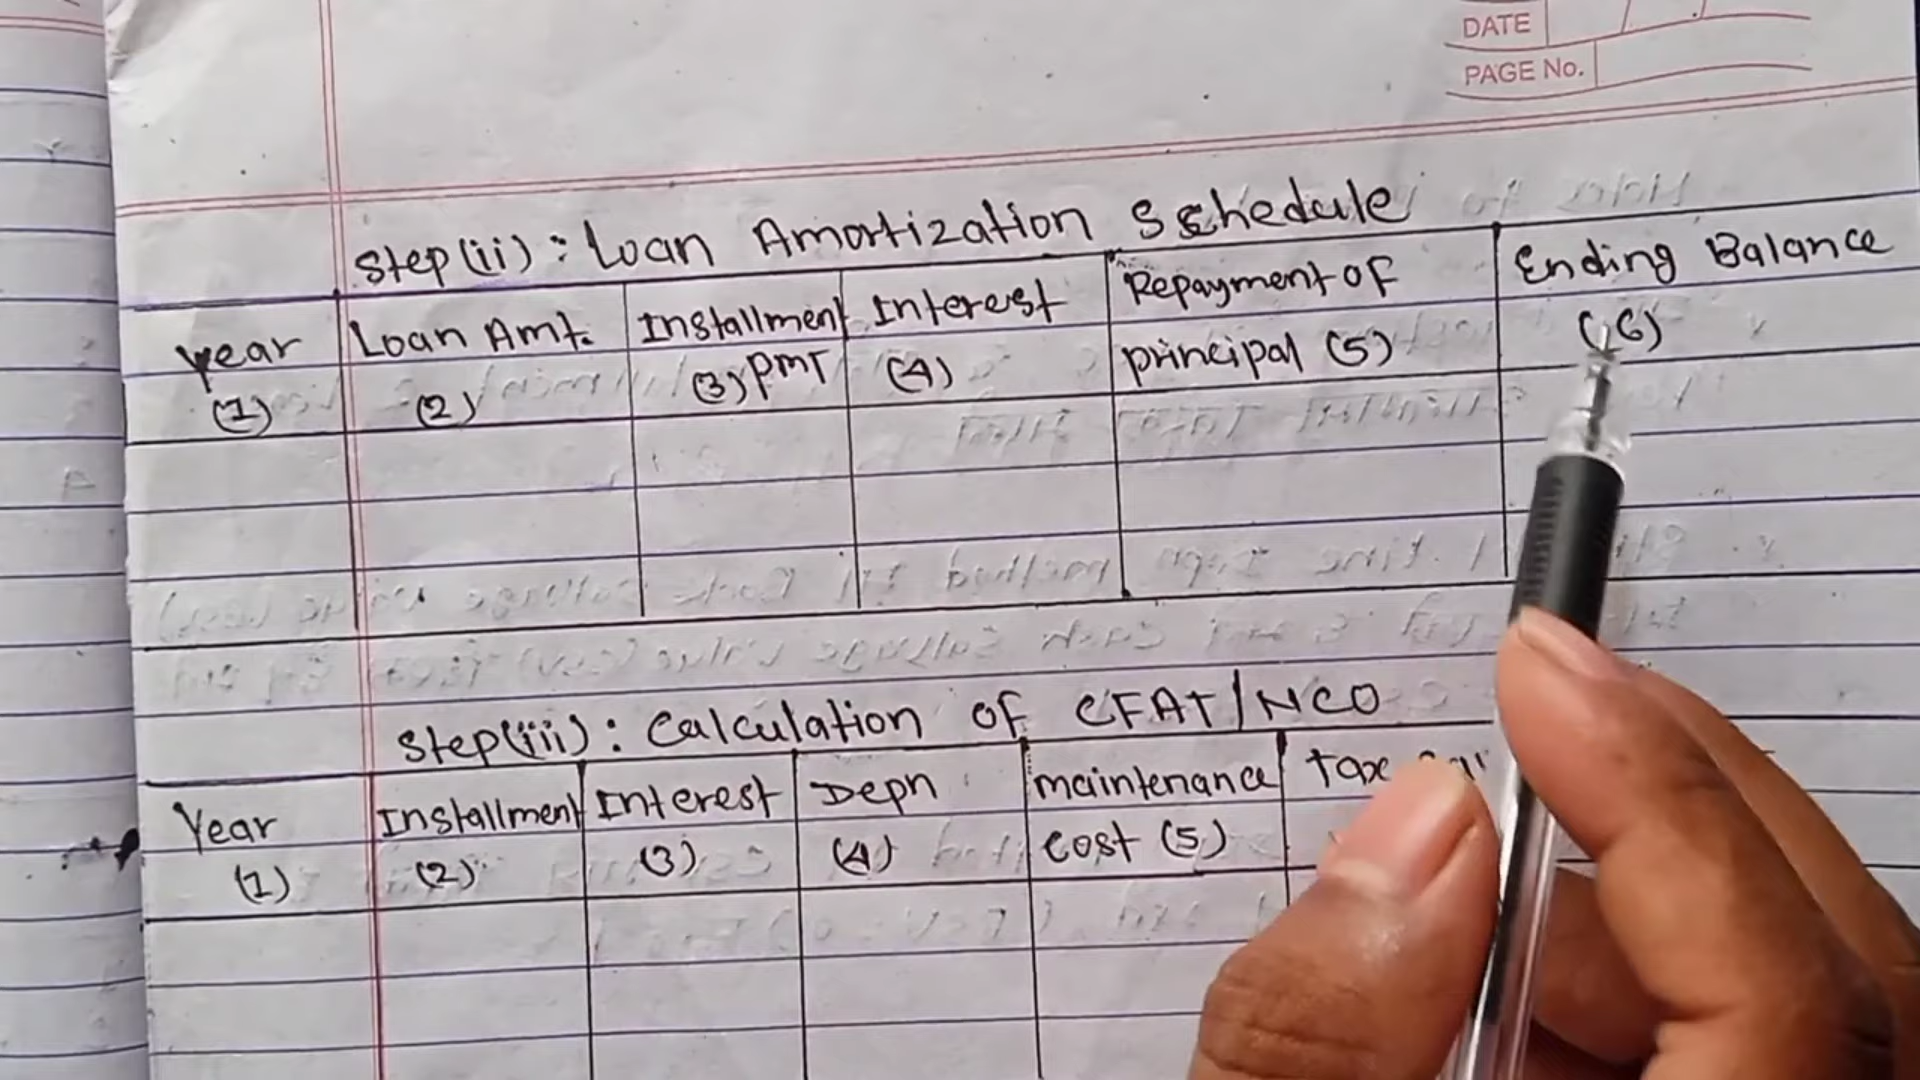 DATE
PAGE No.
Step(ii): Loan Amortization Schedule
Year (1) Loan Amt. (2) Installment (3) PMT Interest (4) Repayment of principal (5) Ending Balance (6)
Step(iii): Calculation of CFAT/NCO
Year (1) Installment (2) Interest (3) Depn (4) maintenance cost (5) Tax